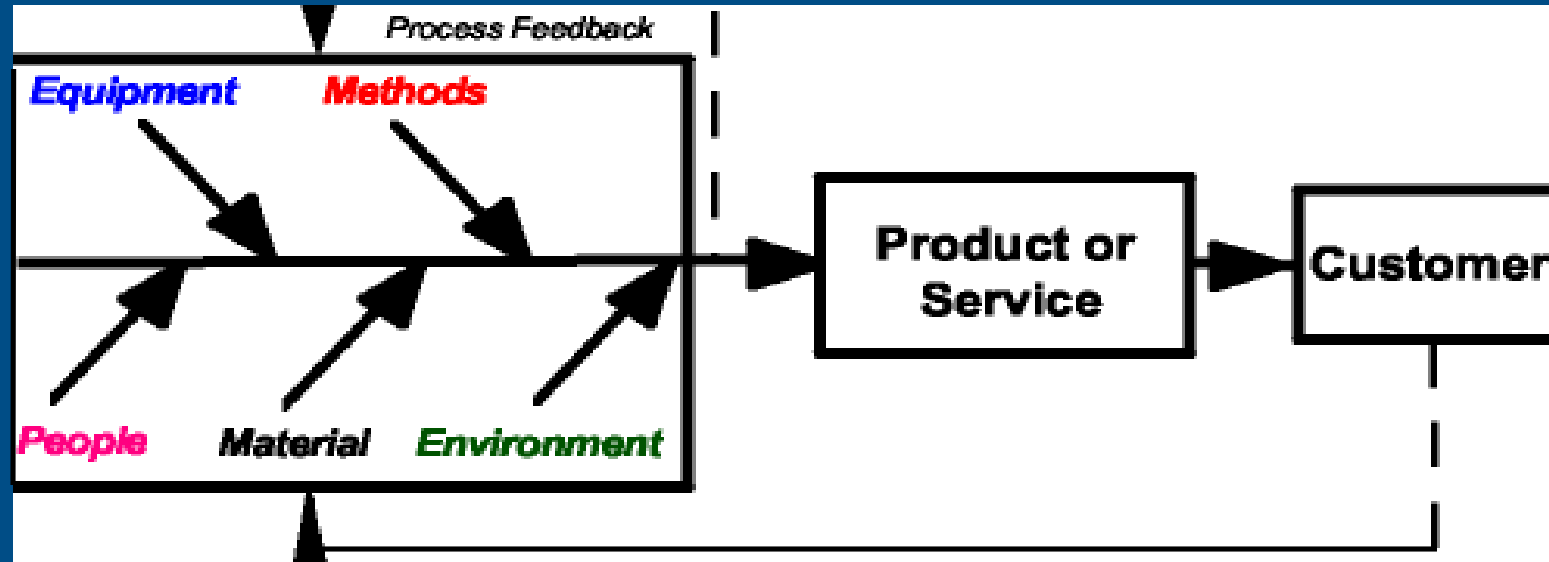 Process Feedback
Equipment Methods
Product or
Service
Customer
People Material Environment